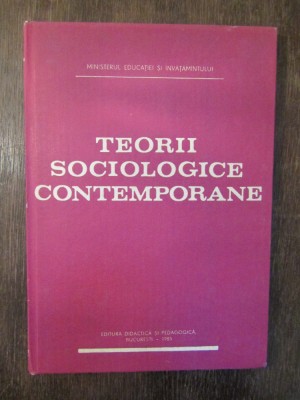 MINISTERUL EDUCAȚIEI ȘI ÎNVĂȚĂMÎNTULUI
TEORII
SOCIOLOGICE
CONTEMPORANE
EDITURA DIDACTICĂ ȘI PEDAGOGICĂ
BUCUREȘTI -